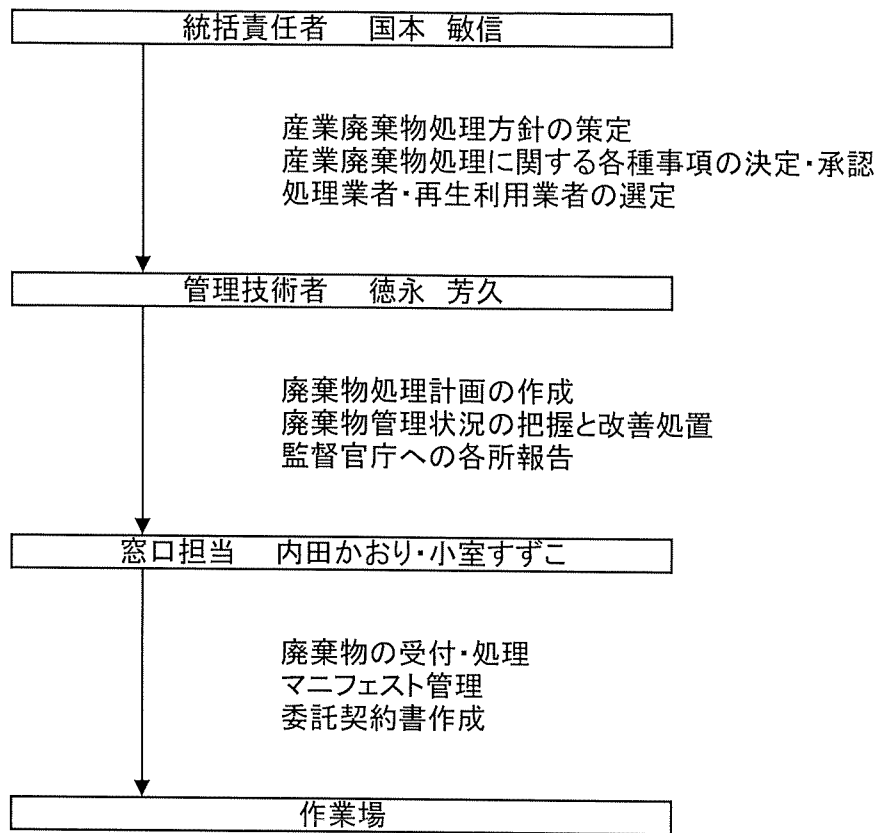 統括責任者　国本 敏信
産業廃棄物処理方針の策定
産業廃棄物処理に関する各種事項の決定・承認
処理業者・再生利用業者の選定
管理技術者　徳永 芳久
廃棄物処理計画の作成
廃棄物管理状況の把握と改善処置
監督官庁への各所報告
窓口担当　内田かおり・小室すずこ
廃棄物の受付・処理
マニフェスト管理
委託契約書作成
作業場